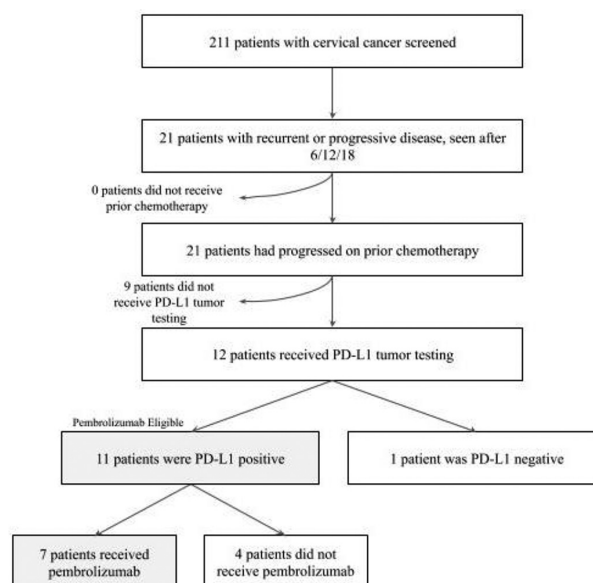 211 patients with cervical cancer screened
21 patients with recurrent or progressive disease, seen after
6/12/18
0 patients did not receive
prior chemotherapy
21 patients had progressed on prior chemotherapy
9 patients did not
receive PD-L1 tumor
testing
12 patients received PD-L1 tumor testing
Pembrolizumab Eligible
11 patients were PD-L1 positive
1 patient was PD-L1 negative
7 patients received
pembrolizumab
4 patients did not
receive pembrolizumab